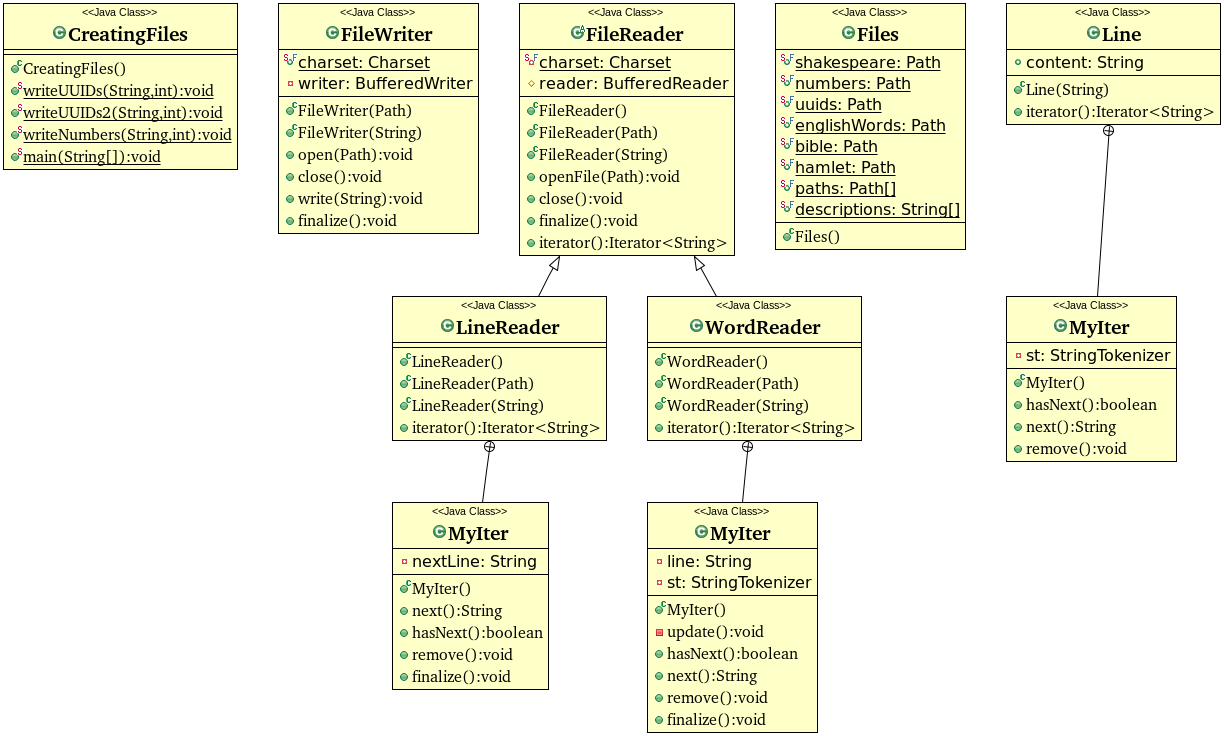 <<Java Class>>
CreatingFiles
CreatingFiles()
writeUUIDs(String,int):void
writeUUIDs2(String,int):void
writeNumbers(String,int):void
main(String[]):void
<<Java Class>>
FileWriter
charset: Charset
writer: BufferedWriter
FileWriter(Path)
FileWriter(String)
open(Path):void
close():void
write(String):void
finalize():void
<<Java Class>>
FileReader
charset: Charset
reader: BufferedReader
FileReader()
FileReader(Path)
FileReader(String)
openFile(Path):void
close():void
finalize():void
iterator():Iterator<String>
<<Java Class>>
Files
shakespeare: Path
numbers: Path
uuids: Path
englishWords: Path
bible: Path
hamlet: Path
paths: Path[]
descriptions: String[]
Files()
<<Java Class>>
Line
content: String
Line(String)
iterator():Iterator<String>
<<Java Class>>
LineReader
LineReader()
LineReader(Path)
LineReader(String)
iterator():Iterator<String>
<<Java Class>>
WordReader
WordReader()
WordReader(Path)
WordReader(String)
iterator():Iterator<String>
<<Java Class>>
MyIter
st: StringTokenizer
MyIter()
hasNext():boolean
next():String
remove():void
<<Java Class>>
MyIter
nextLine: String
MyIter()
next():String
hasNext():boolean
remove():void
finalize():void
<<Java Class>>
MyIter
line: String
st: StringTokenizer
MyIter()
update():void
hasNext():boolean
next():String
remove():void
finalize():void